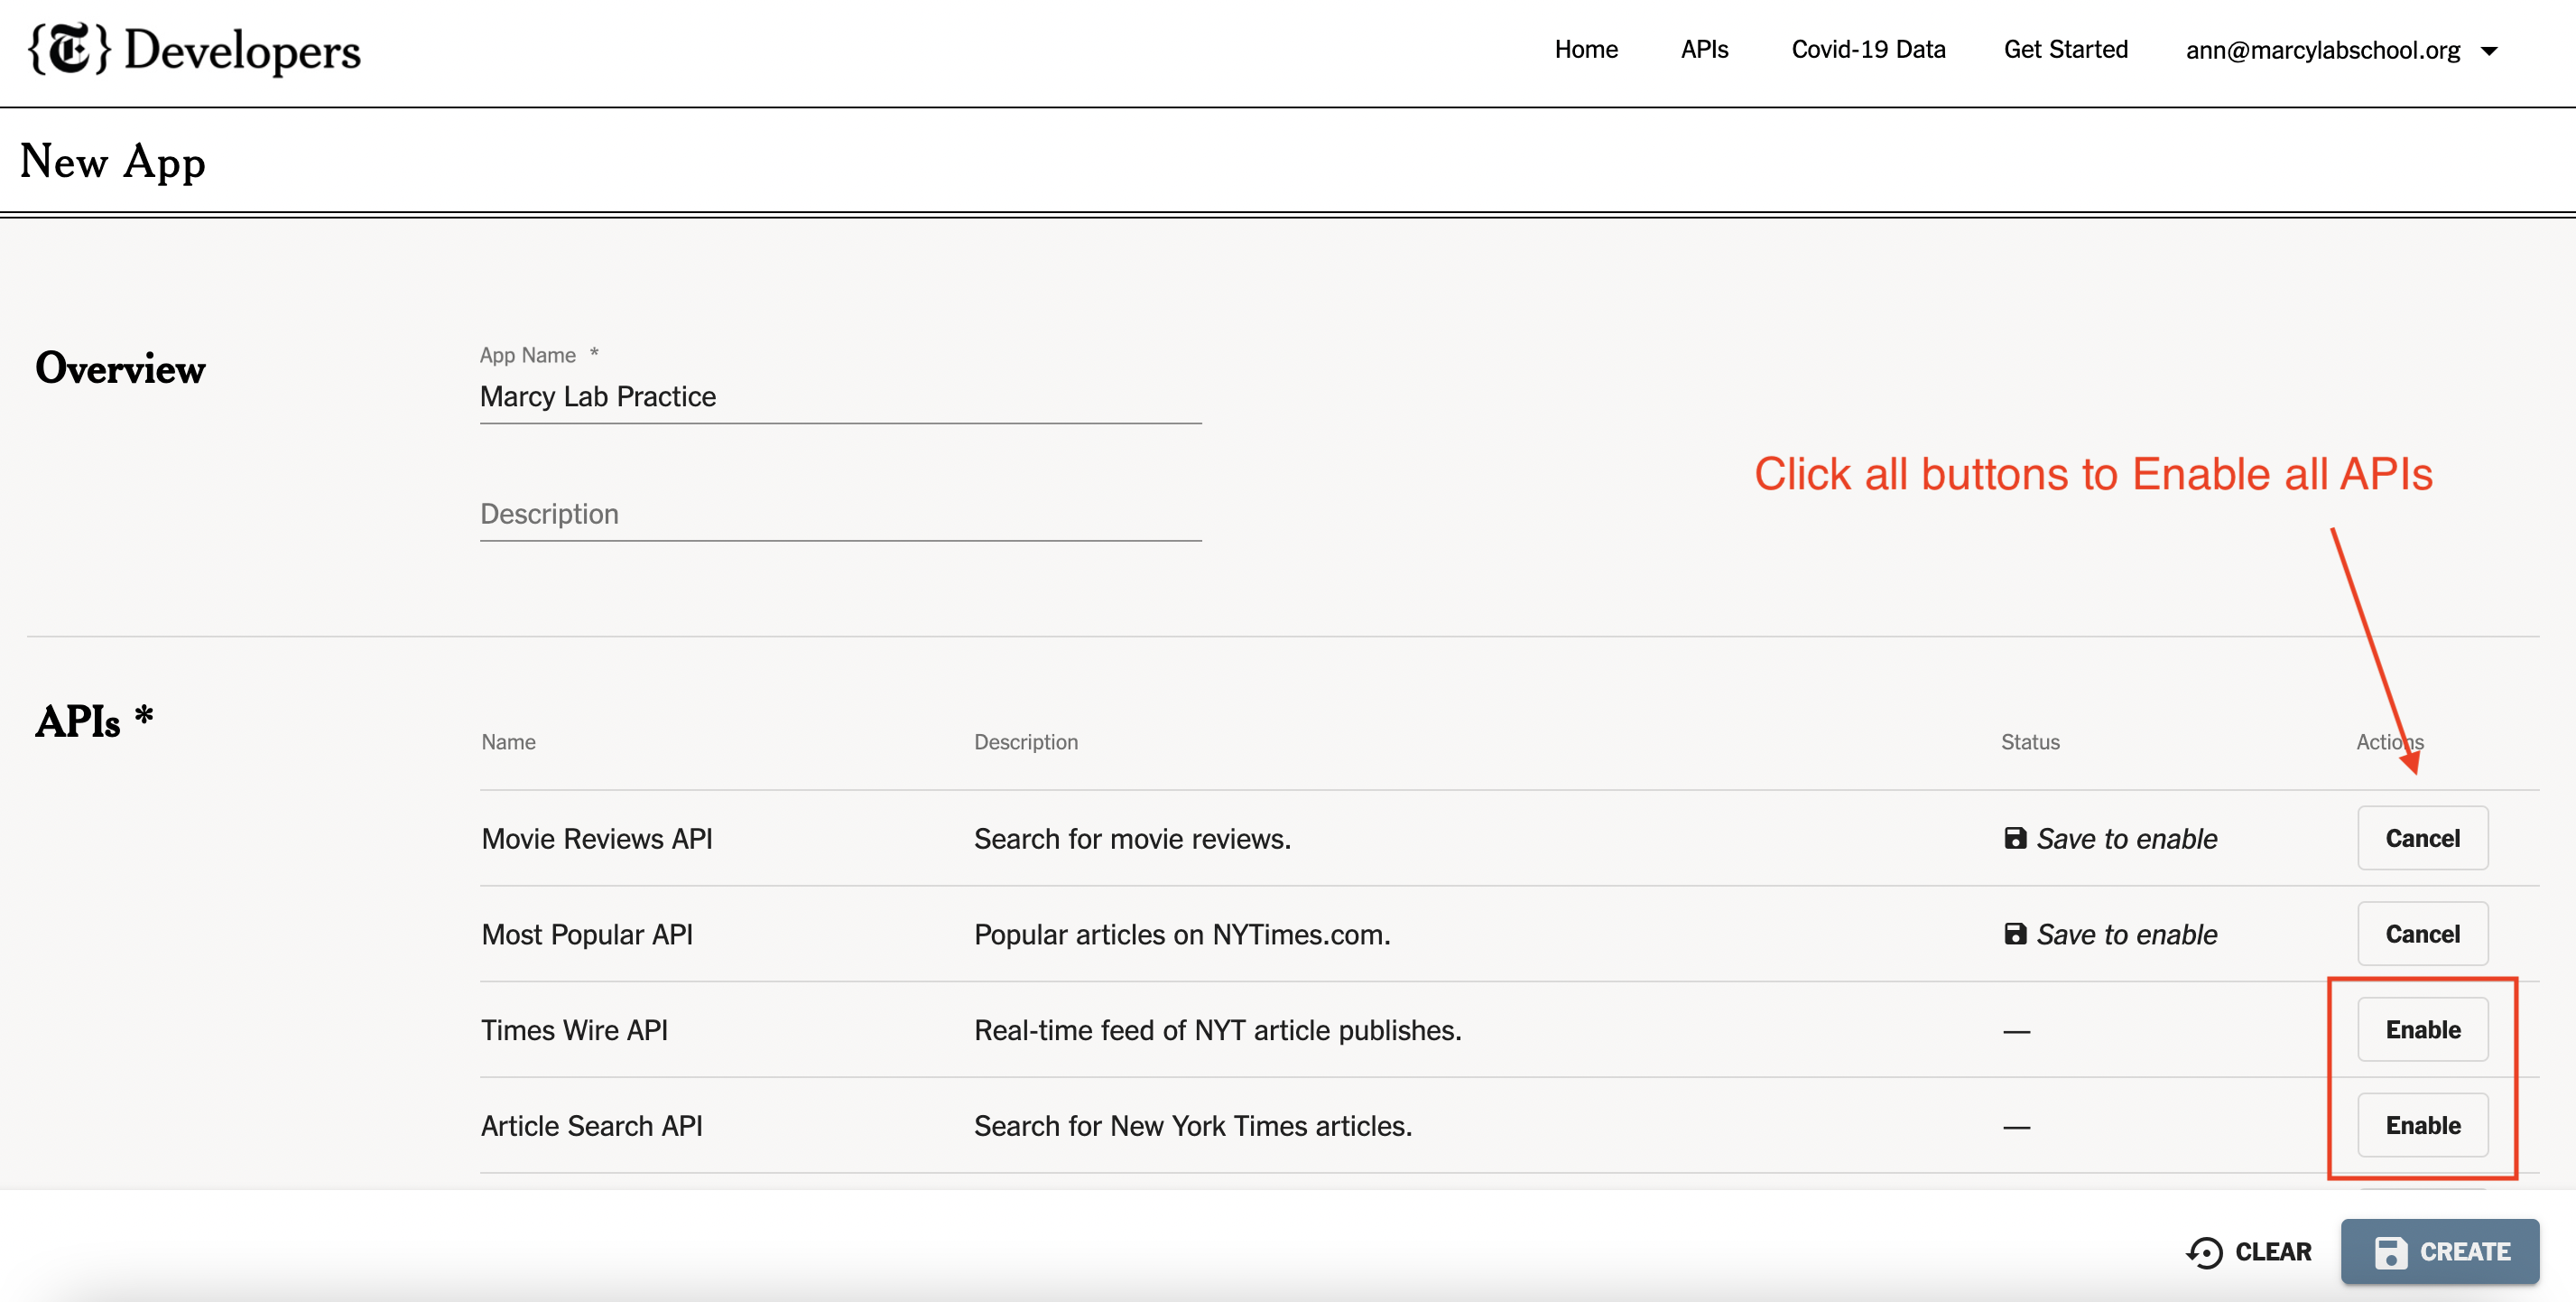 {T} Developers
Home APIs Covid-19 Data Get Started ann@marcylabschool.org
New App
Overview
App Name *
Marcy Lab Practice
Description
Click all buttons to Enable all APIs
APIs *
Name Description Status Actions
Movie Reviews API Search for movie reviews. Save to enable Cancel
Most Popular API Popular articles on NYTimes.com. Save to enable Cancel
Times Wire API Real-time feed of NYT article publishes. — Enable
Article Search API Search for New York Times articles. — Enable
CLEAR CREATE